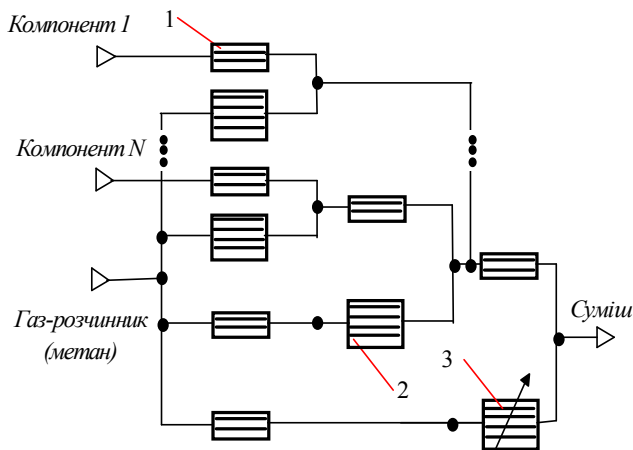 Компонент 1
1
Компонент N
Газ-розчинник
(метан)
2
3
Суміш